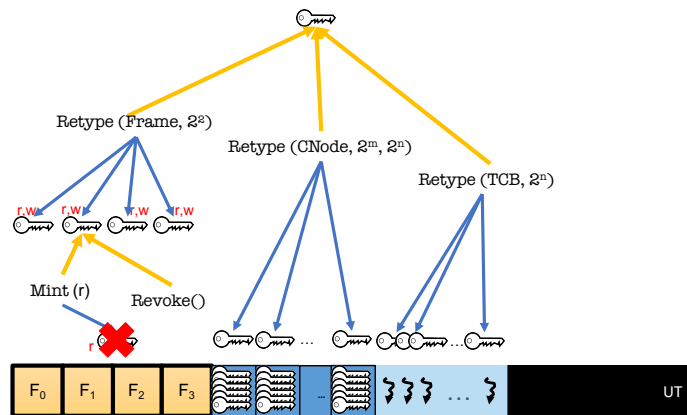 Retype (Frame, 2²)
Retype (CNode, 2ᵐ, 2ⁿ)
Retype (TCB, 2ⁿ)
r,w r,w r,w r,w
Mint (r)
Revoke()
r
... ...
F₀ F₁ F₂ F₃ ... ... UT